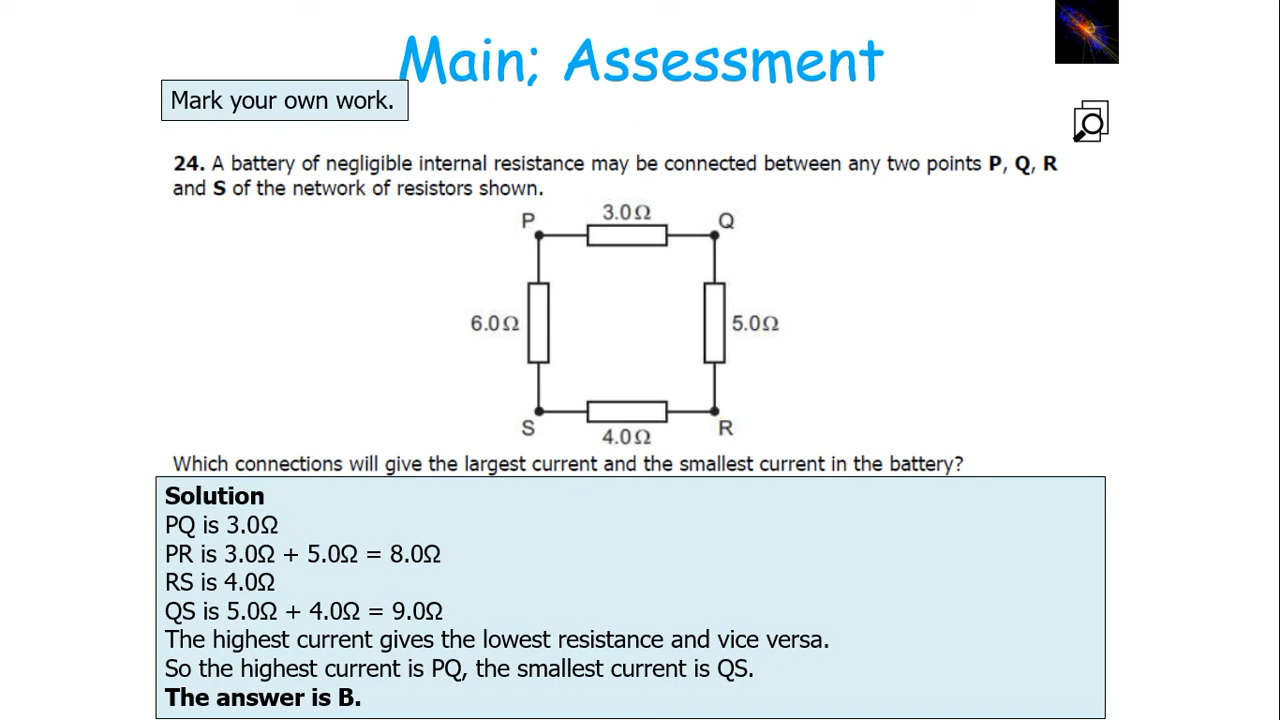 Main; Assessment
Mark your own work.
24. A battery of negligible internal resistance may be connected between any two points P, Q, R
and S of the network of resistors shown.
P
3.0Ω
Q
6.0Ω
5.0Ω
S
4.0Ω
R
Which connections will give the largest current and the smallest current in the battery?
Solution
PQ is 3.0Ω
PR is 3.0Ω + 5.0Ω = 8.0Ω
RS is 4.0Ω
QS is 5.0Ω + 4.0Ω = 9.0Ω
The highest current gives the lowest resistance and vice versa.
So the highest current is PQ, the smallest current is QS.
The answer is B.